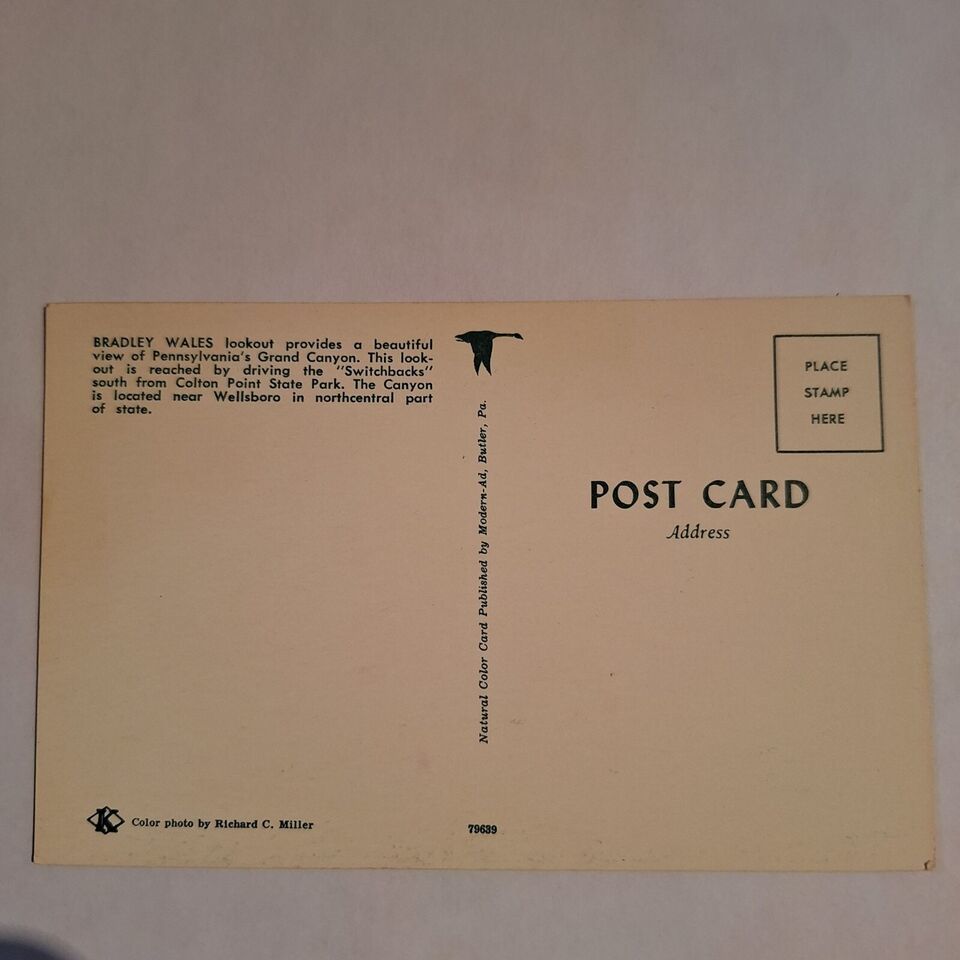 BRADLEY WALES lookout provides a beautiful
view of Pennsylvania's Grand Canyon. This look-
out is reached by driving the "Switchbacks"
south from Colton Point State Park. The Canyon
is located near Wellsboro in northcentral part
of state.
PLACE
STAMP
HERE
POST CARD
Address
Natural Color Card Published by Modern-Ad, Butler, Pa.
K
Color photo by Richard C. Miller
79639